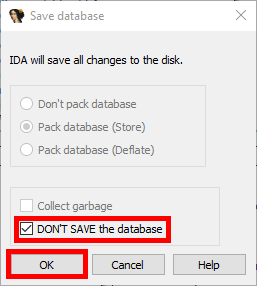 Save database
IDA will save all changes to the disk.
Don't pack database
Pack database (Store)
Pack database (Deflate)
Collect garbage
DON'T SAVE the database
OK
Cancel
Help